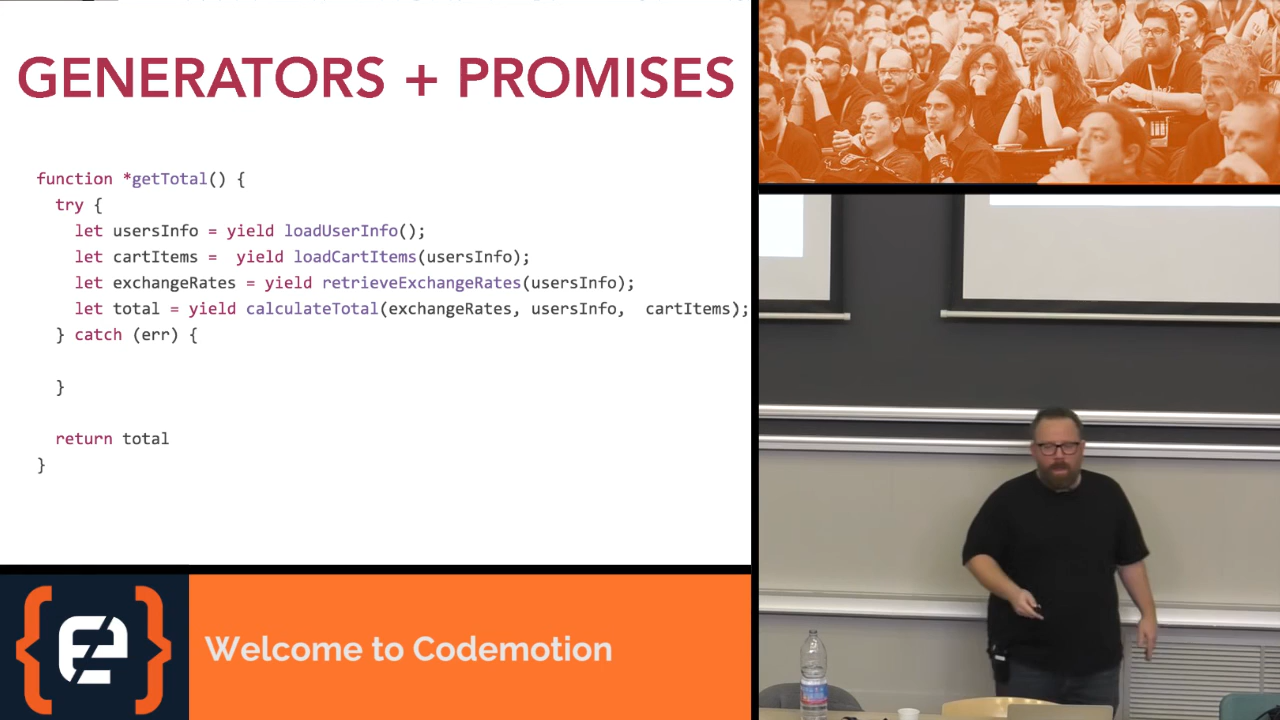 GENERATORS + PROMISES
function *getTotal() {
try {
let usersInfo = yield loadUserInfo();
let cartItems =  yield loadCartItems(usersInfo);
let exchangeRates = yield retrieveExchangeRates(usersInfo);
let total = yield calculateTotal(exchangeRates, usersInfo,  cartItems);
} catch (err) {
}
return total
}
Welcome to Codemotion